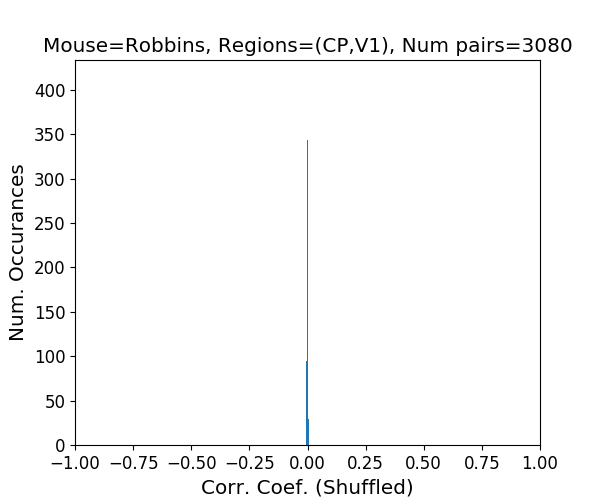 Mouse=Robbins, Regions=(CP,V1), Num pairs=3080
400
350
300
250
200
150
100
50
0
Num. Occurances
−1.00 −0.75 −0.50 −0.25 0.00 0.25 0.50 0.75 1.00
Corr. Coef. (Shuffled)